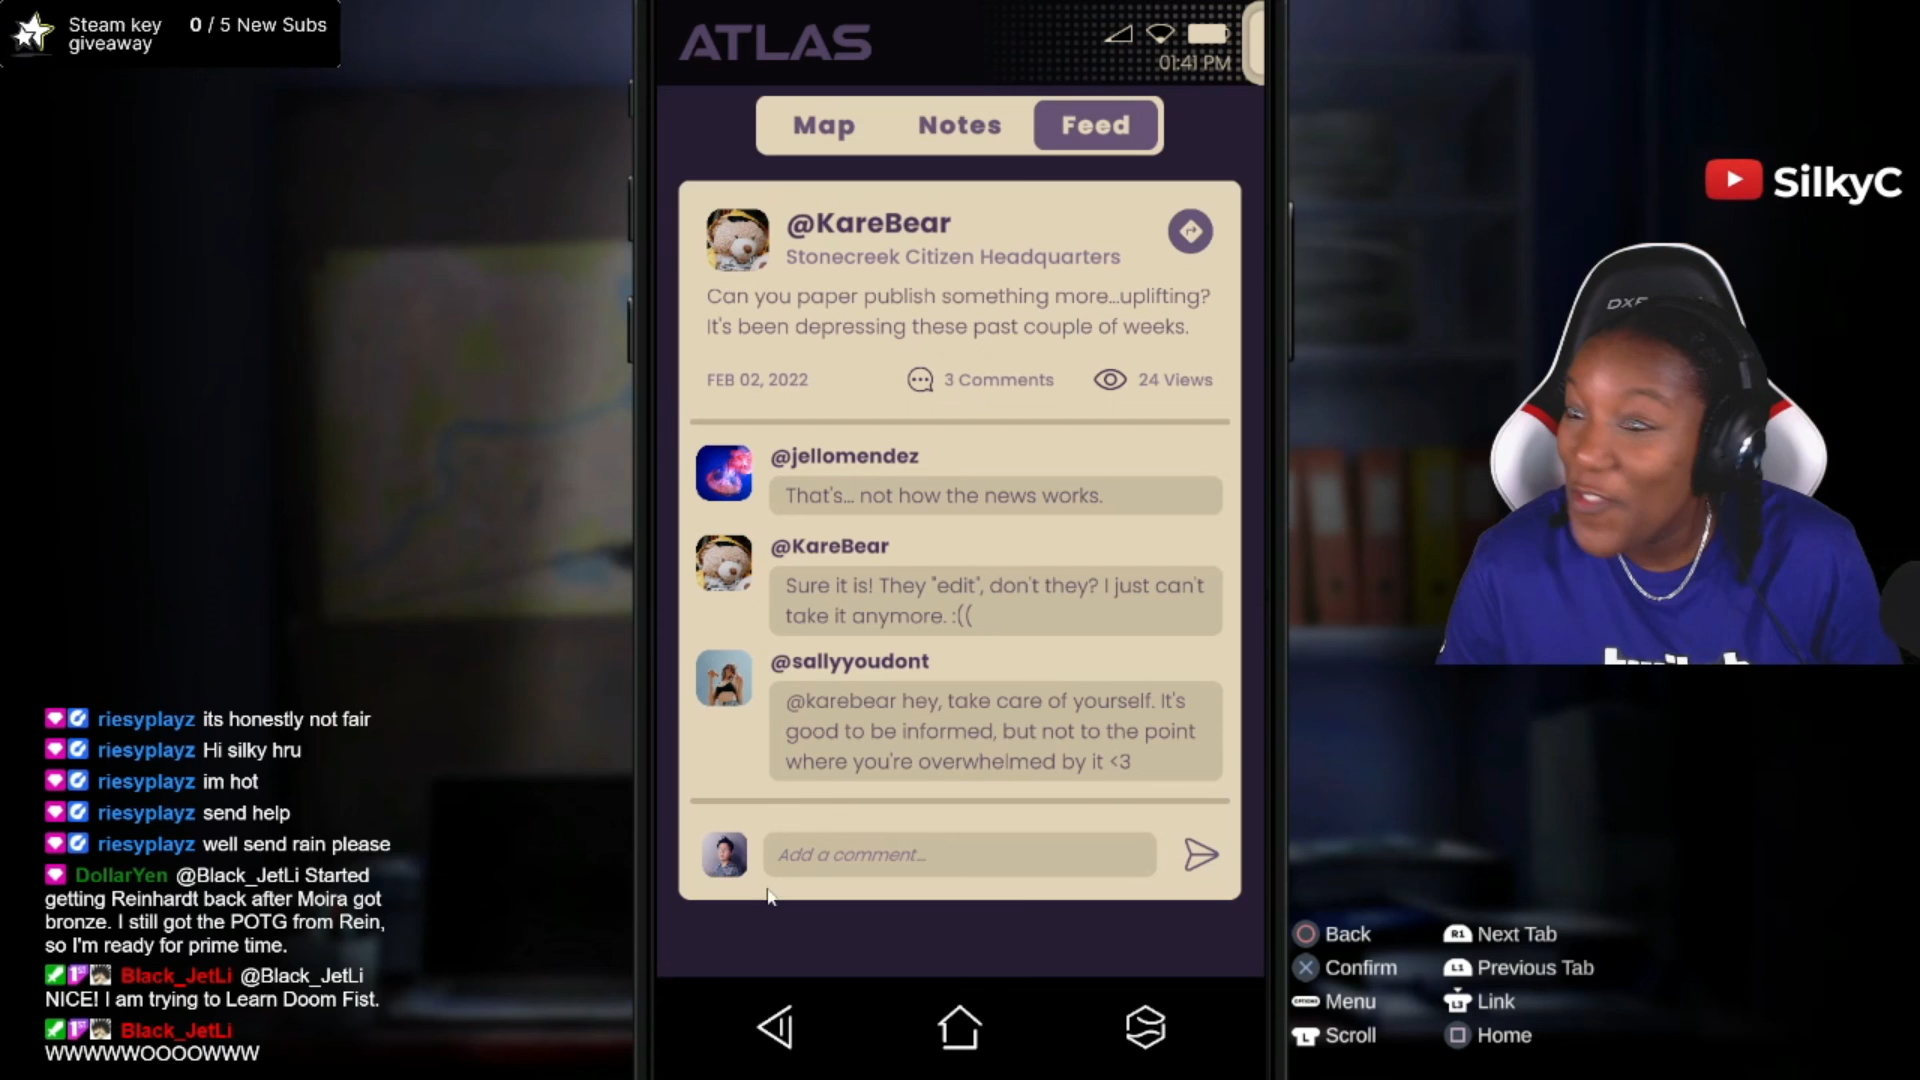 Steam key
giveaway
0 / 5 New Subs
ATLAS
01:41 PM
Map
Notes
Feed
@KareBear
Stonecreek Citizen Headquarters
Can you paper publish something more...uplifting?
It's been depressing these past couple of weeks.
FEB 02, 2022
3 Comments
24 Views
@jellomendez
That's... not how the news works.
@KareBear
Sure it is! They "edit", don't they? I just can't
take it anymore. :((
@sallyyoudont
@karebear hey, take care of yourself. It's
good to be informed, but not to the point
where you're overwhelmed by it <3
Add a comment...
SilkyC
riesyplayz its honestly not fair
riesyplayz Hi silky hru
riesyplayz im hot
riesyplayz send help
riesyplayz well send rain please
DollarYen @Black_JetLi Started
getting Reinhardt back after Moira got
bronze. I still got the POTG from Rein,
so I'm ready for prime time.
Black_JetLi @Black_JetLi
NICE! I am trying to Learn Doom Fist.
Black_JetLi
WWWWWOOOOWWW
Back
R1 Next Tab
Confirm
L1 Previous Tab
OPTIONS Menu
L3 Link
L Scroll
Home